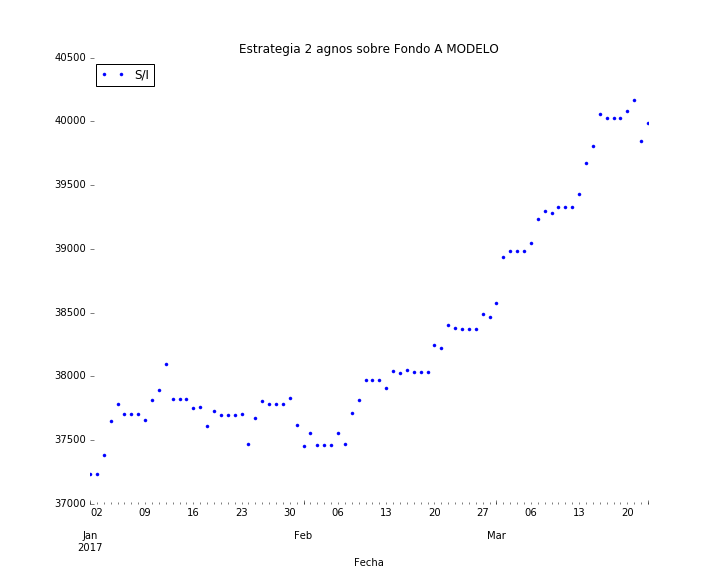 Estrategia 2 agnos sobre Fondo A MODELO
S/I
40500
40000
39500
39000
38500
38000
37500
37000
02 09 16 23 30 06 13 20 27 06 13 20
Jan Feb Mar
2017
Fecha